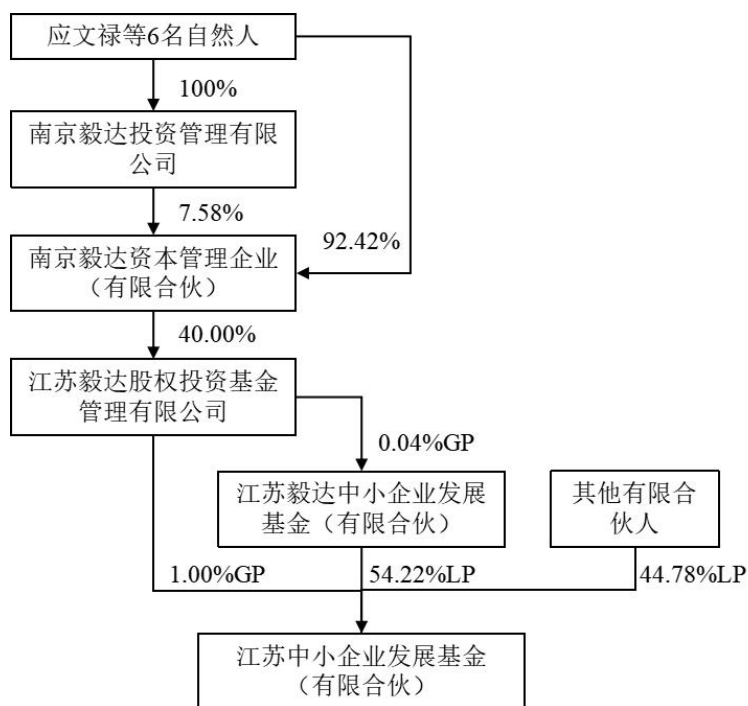 应文禄等6名自然人
100%
南京毅达投资管理有限
公司
7.58%
92.42%
南京毅达资本管理企业
（有限合伙）
40.00%
江苏毅达股权投资基金
管理有限公司
0.04%GP
江苏毅达中小企业发展
基金（有限合伙）
其他有限合
伙人
1.00%GP
54.22%LP
44.78%LP
江苏中小企业发展基金
（有限合伙）